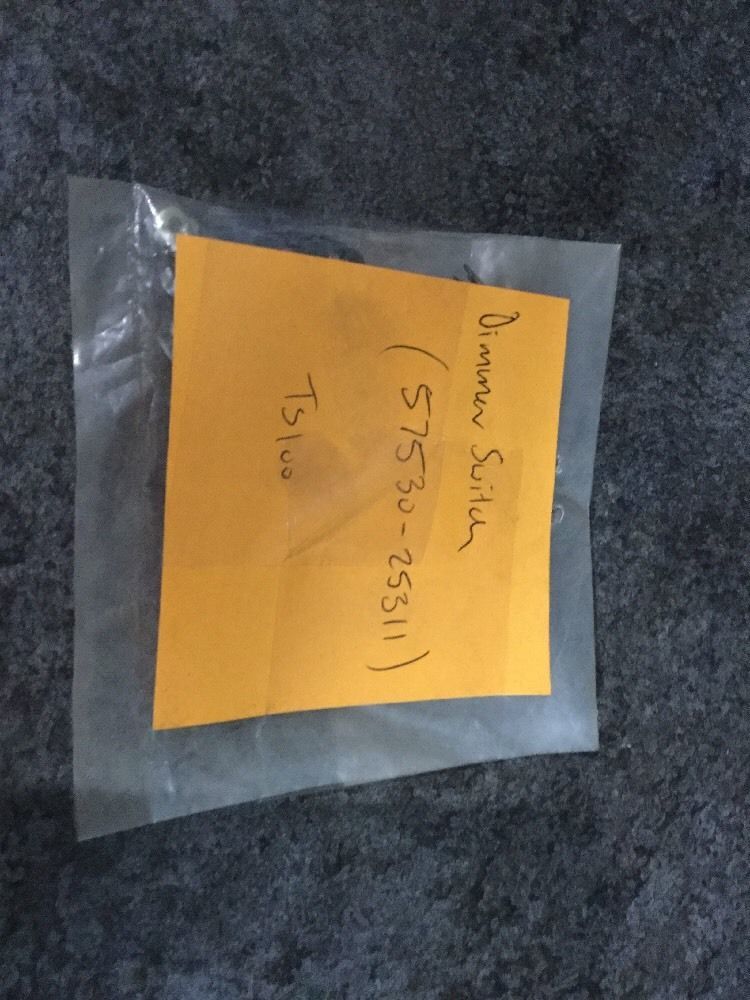 Dimmer Switch
(57530-25311)
TS100